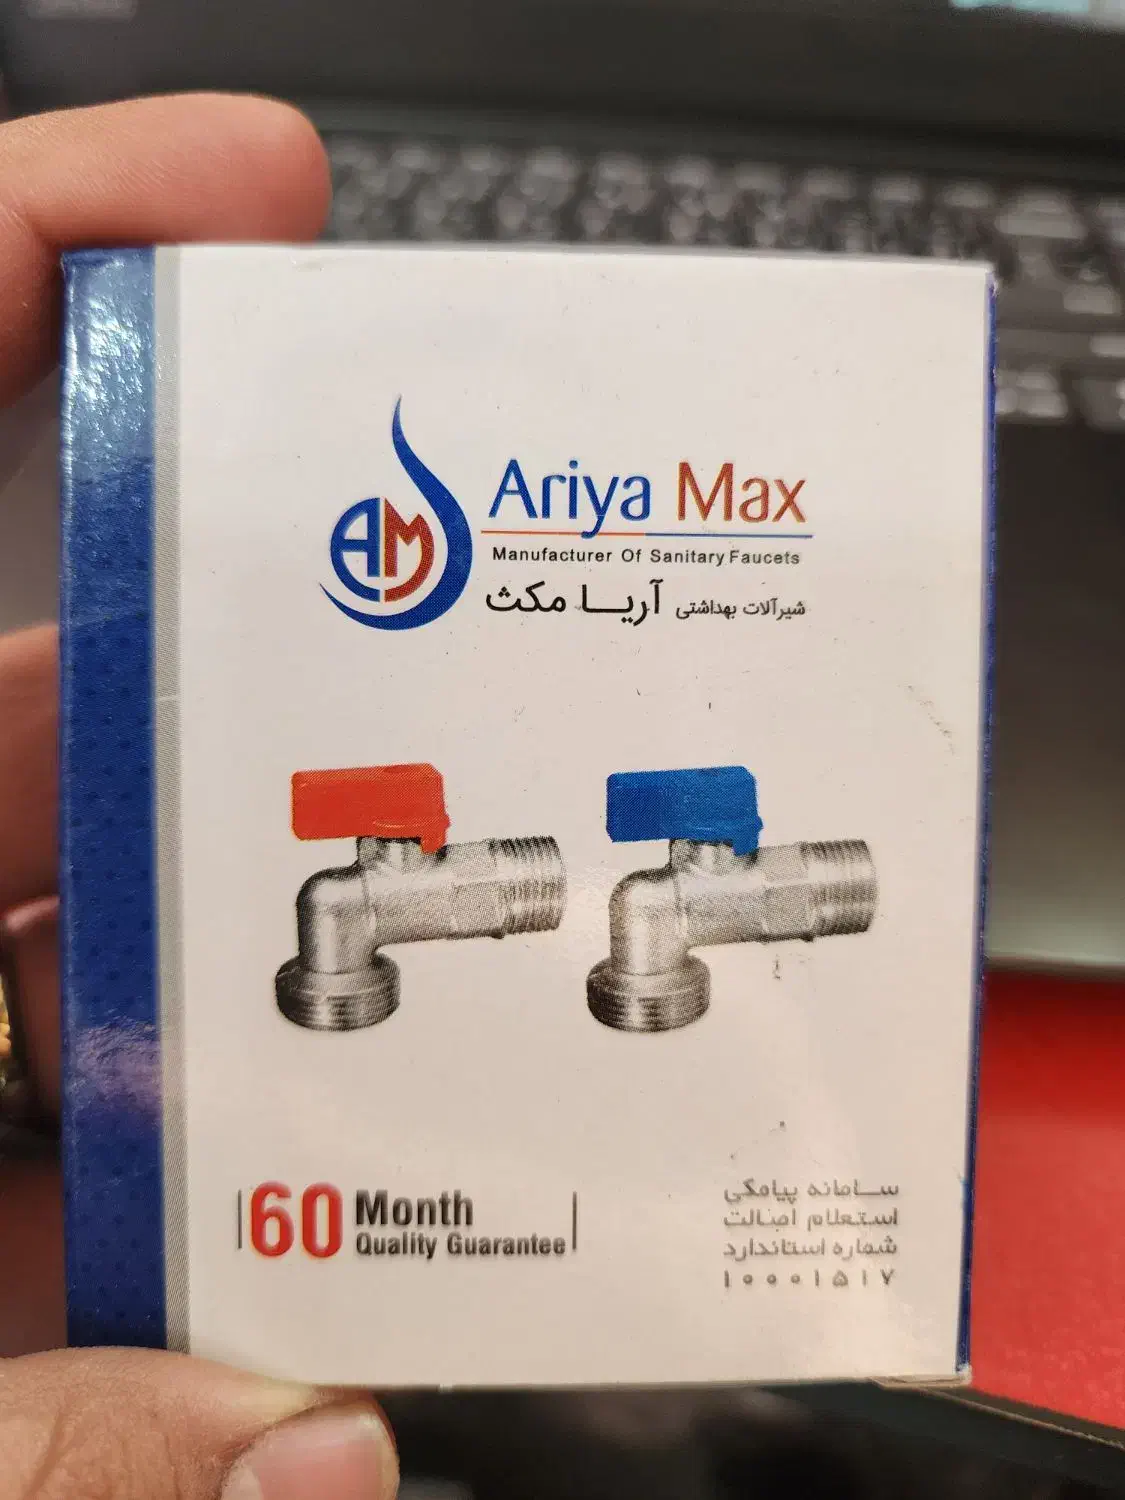 AM
Ariya Max
Manufacturer Of Sanitary Faucets
شیرآلات بهداشتی آریا مکث
60 Month
Quality Guarantee
سامانه پیامکی
استعلام اصالت
شماره استاندارد
۱۰۰۰۱۵۱۷